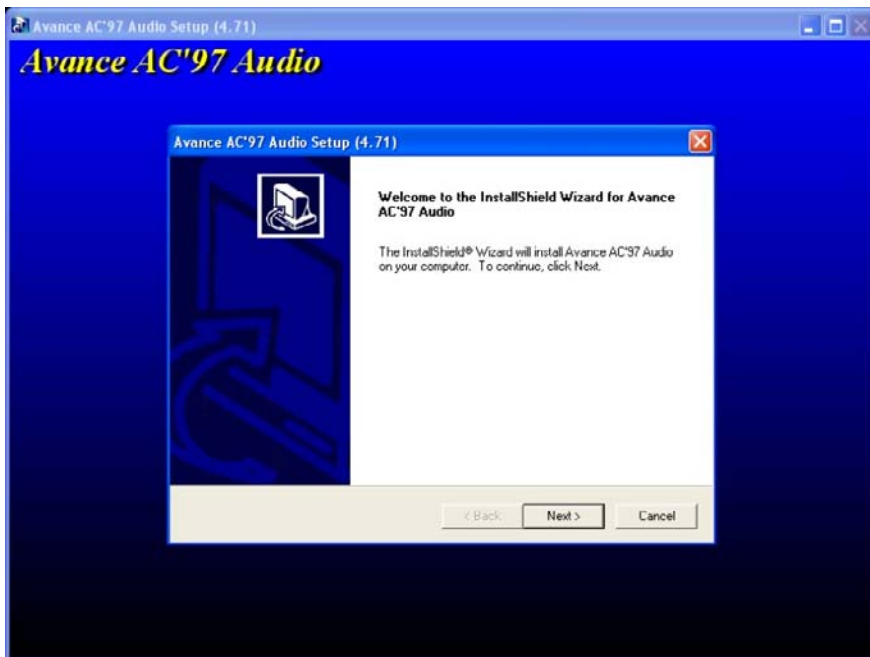 Avance AC'97 Audio Setup (4.71)
Avance AC'97 Audio
Avance AC'97 Audio Setup (4.71)
Welcome to the InstallShield Wizard for Avance
AC'97 Audio
The InstallShield® Wizard will install Avance AC'97 Audio
on your computer. To continue, click Next.
< Back Next > Cancel